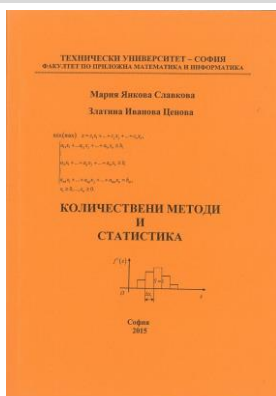 ТЕХНИЧЕСКИ УНИВЕРСИТЕТ – СОФИЯ
ФАКУЛТЕТ ПО ПРИЛОЖНА МАТЕМАТИКА И ИНФОРМАТИКА
Мария Янкова Славкова
Златина Иванова Ценова
КОЛИЧЕСТВЕНИ МЕТОДИ
И
СТАТИСТИКА
София
2015